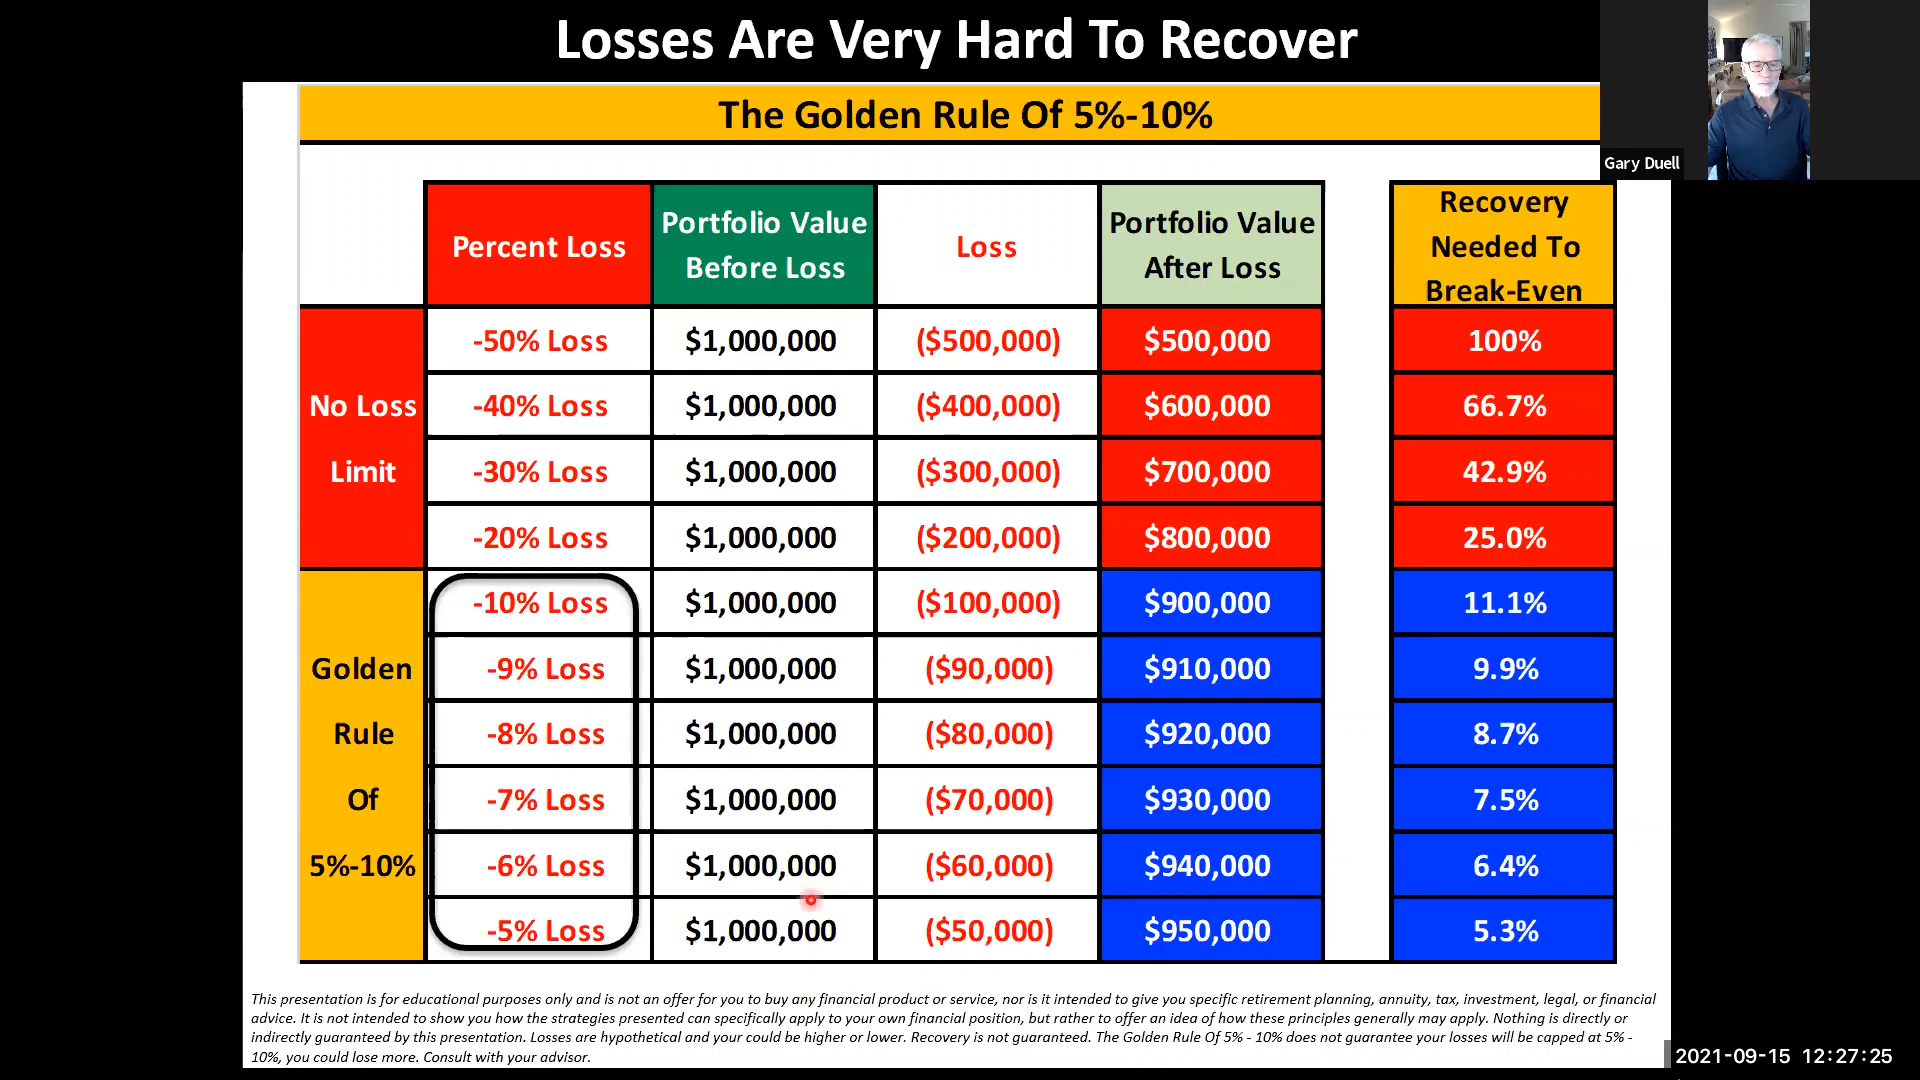 Losses Are Very Hard To Recover
The Golden Rule Of 5%-10%
Gary Duell
Percent Loss
Portfolio Value
Before Loss
Loss
Portfolio Value
After Loss
Recovery
Needed To
Break-Even
No Loss
Limit
-50% Loss $1,000,000 ($500,000) $500,000 100%
-40% Loss $1,000,000 ($400,000) $600,000 66.7%
-30% Loss $1,000,000 ($300,000) $700,000 42.9%
-20% Loss $1,000,000 ($200,000) $800,000 25.0%
Golden
Rule
Of
5%-10%
-10% Loss $1,000,000 ($100,000) $900,000 11.1%
-9% Loss $1,000,000 ($90,000) $910,000 9.9%
-8% Loss $1,000,000 ($80,000) $920,000 8.7%
-7% Loss $1,000,000 ($70,000) $930,000 7.5%
-6% Loss $1,000,000 ($60,000) $940,000 6.4%
-5% Loss $1,000,000 ($50,000) $950,000 5.3%
This presentation is for educational purposes only and is not an offer for you to buy any financial product or service, nor is it intended to give you specific retirement planning, annuity, tax, investment, legal, or financial
advice. It is not intended to show you how the strategies presented can specifically apply to your own financial position, but rather to offer an idea of how these principles generally may apply. Nothing is directly or
indirectly guaranteed by this presentation. Losses are hypothetical and your could be higher or lower. Recovery is not guaranteed. The Golden Rule Of 5% - 10% does not guarantee your losses will be capped at 5% -
10%, you could lose more. Consult with your advisor.
2021-09-15 12:27:25